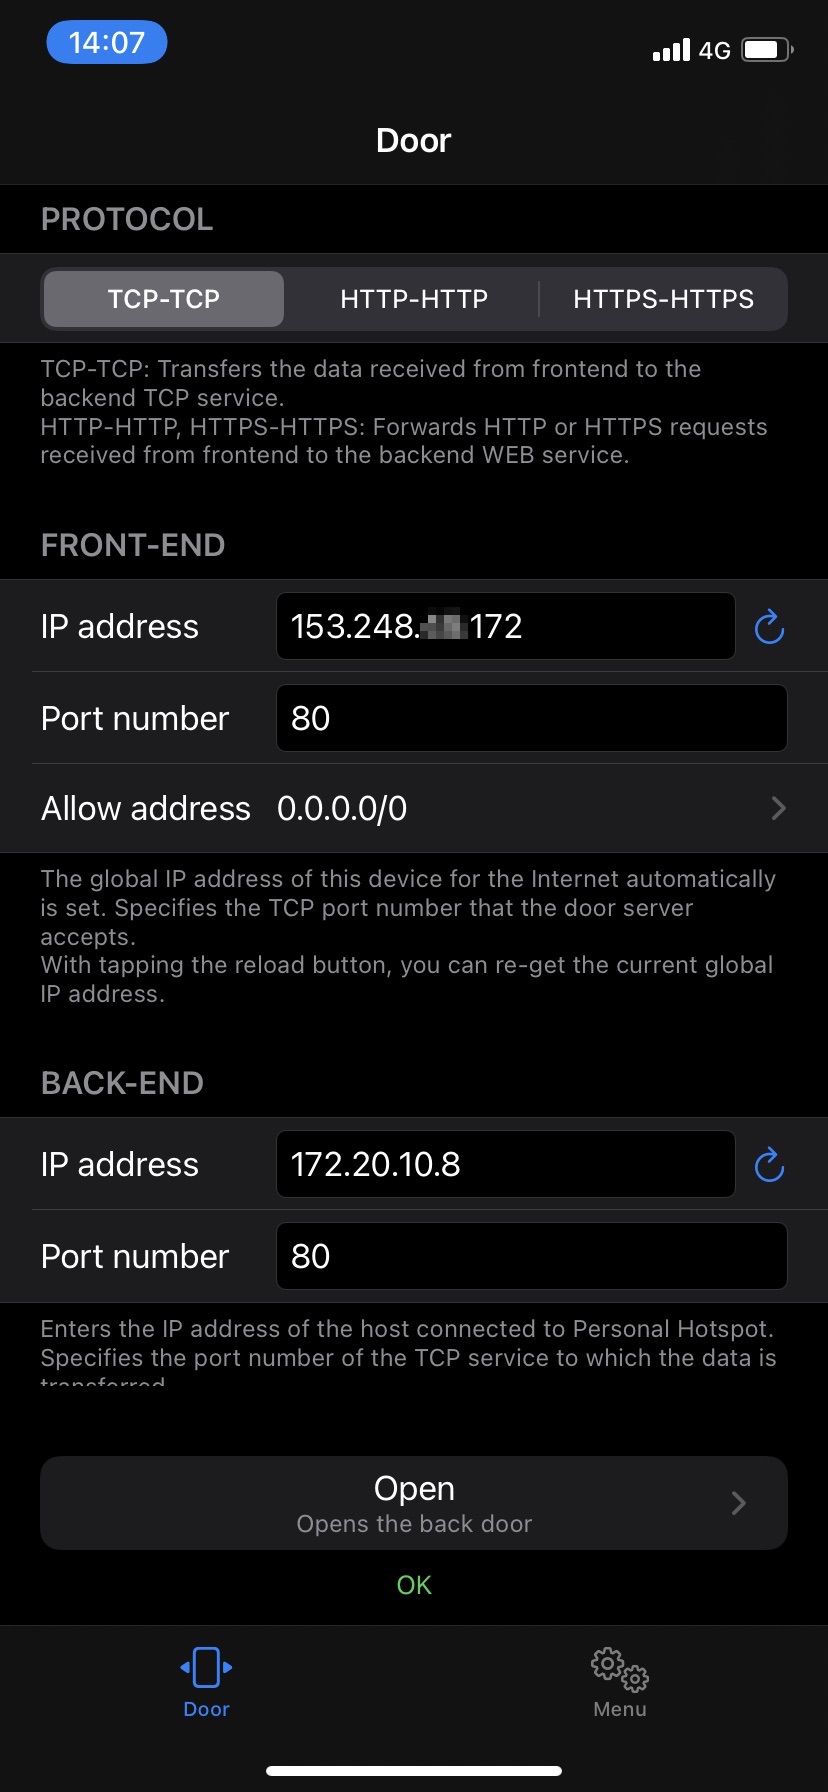 14:07
4G
Door
PROTOCOL
TCP-TCP
HTTP-HTTP
HTTPS-HTTPS
TCP-TCP: Transfers the data received from frontend to the
backend TCP service.
HTTP-HTTP, HTTPS-HTTPS: Forwards HTTP or HTTPS requests
received from frontend to the backend WEB service.
FRONT-END
IP address
153.248. 172
Port number
80
Allow address
0.0.0.0/0
The global IP address of this device for the Internet automatically
is set. Specifies the TCP port number that the door server
accepts.
With tapping the reload button, you can re-get the current global
IP address.
BACK-END
IP address
172.20.10.8
Port number
80
Enters the IP address of the host connected to Personal Hotspot.
Specifies the port number of the TCP service to which the data is
transferred
Open
Opens the back door
OK
Door
Menu